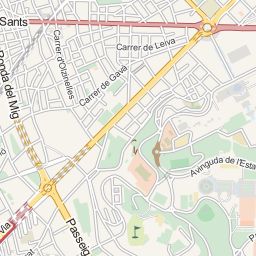 Sants
Carrer de Leiva
Carrer d'Olzinelles
Carrer de Gavà
Ronda del Mig
Avinguda de l'Esta
Via
Passeig